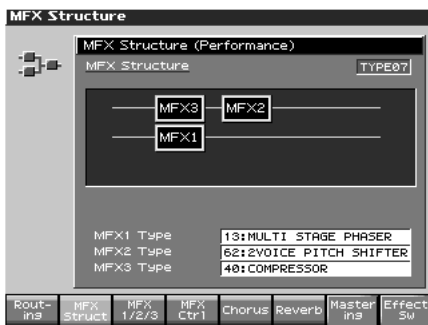 MFX Structure
MFX Structure (Performance)
MFX Structure
TYPE07
MFX3 MFX2
MFX1
MFX1 Type 13:MULTI STAGE PHASER
MFX2 Type 62:2VOICE PITCH SHIFTER
MFX3 Type 40:COMPRESSOR
Rout-ing MFX Struct MFX 1/2/3 MFX Ctrl Chorus Reverb Mastering Effect Sw